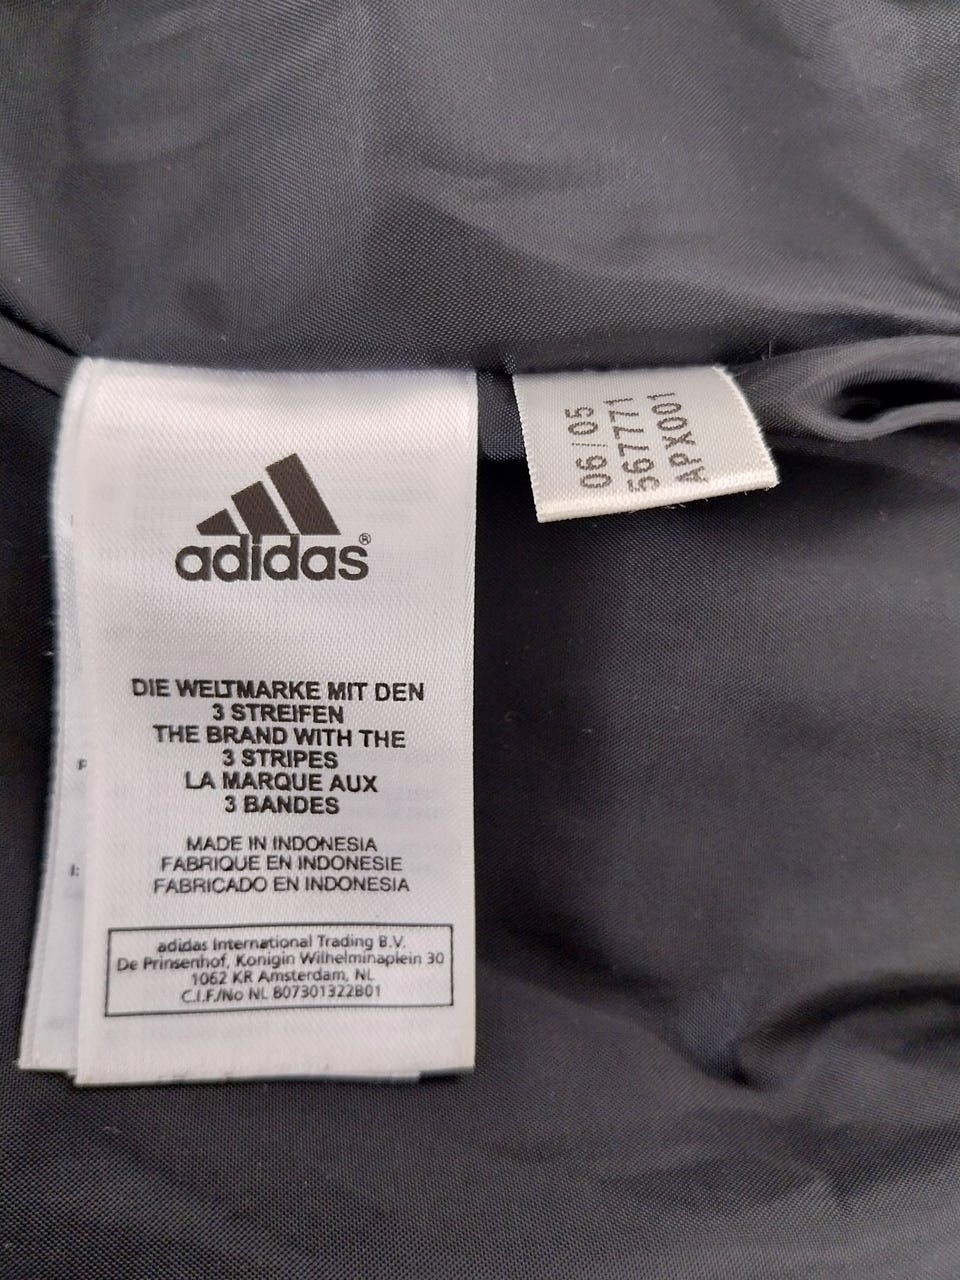 adidas®
DIE WELTMARKE MIT DEN
3 STREIFEN
THE BRAND WITH THE
3 STRIPES
LA MARQUE AUX
3 BANDES
MADE IN INDONESIA
FABRIQUE EN INDONESIE
FABRICADO EN INDONESIA
adidas International Trading B.V.
De Prinsenhof, Konigin Wilhelminaplein 30
1062 KR Amsterdam, NL
C.I.F./No NL 807301322B01
06/05
567771
APX001